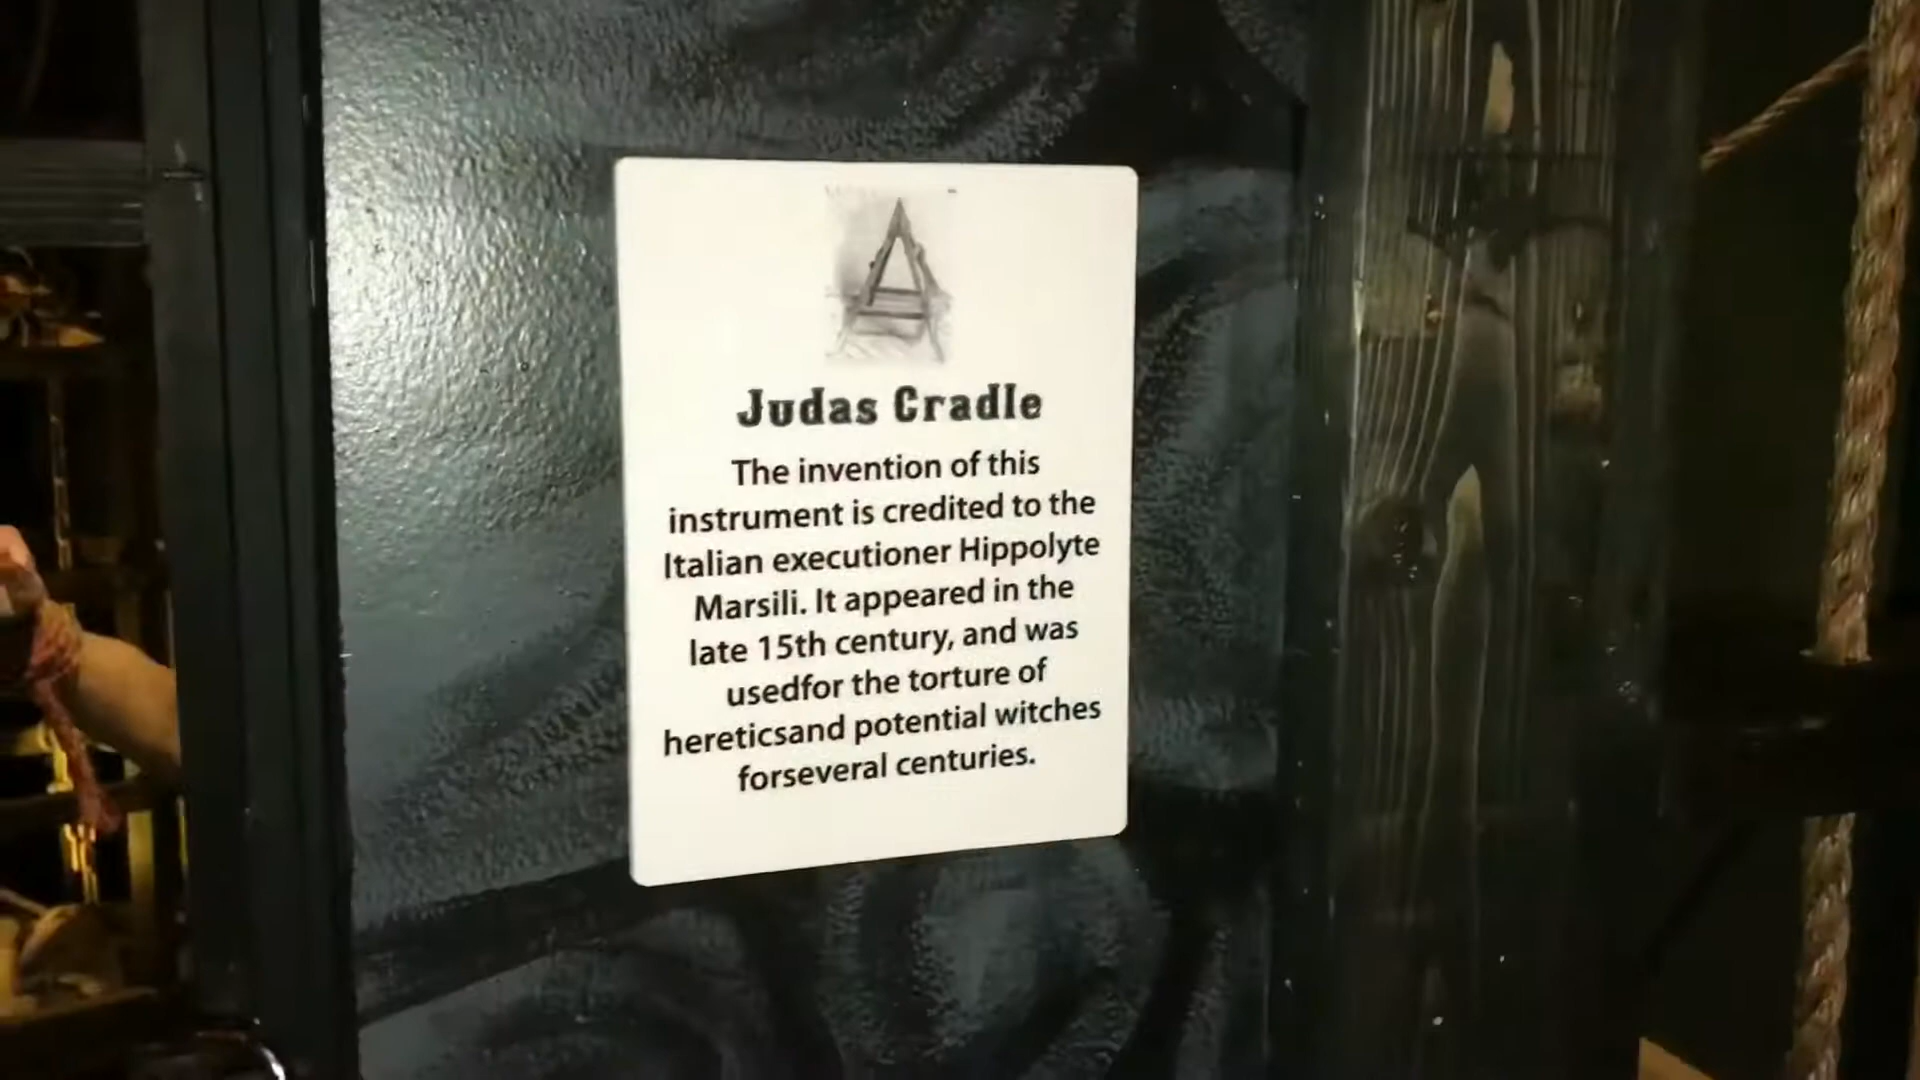 Judas Cradle
The invention of this
instrument is credited to the
Italian executioner Hippolyte
Marsili. It appeared in the
late 15th century, and was
usedfor the torture of
hereticsand potential witches
forseveral centuries.